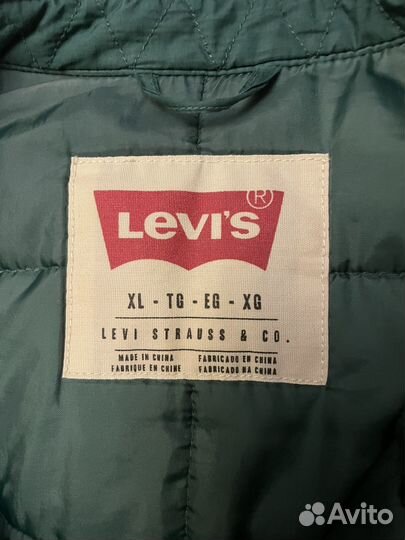 LEVI'S ®
XL - TG - EG - XG
LEVI STRAUSS & CO.
MADE IN CHINA FABRICADO EN CHINA
FABRIQUE EN CHINE FABRICADO NA CHINA
Avito